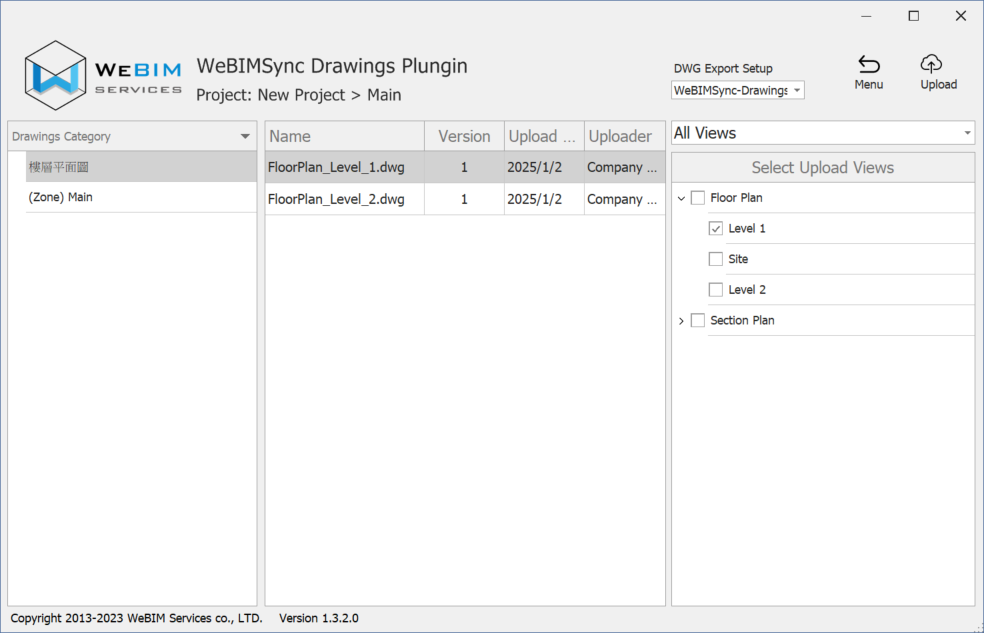 WEBIM
SERVICES
WeBIMSync Drawings Plungin
Project: New Project > Main
DWG Export Setup
WeBIMSync-Drawings
Menu
Upload
Drawings Category
樓層平面圖
(Zone) Main
Name Version Upload ... Uploader
FloorPlan_Level_1.dwg 1 2025/1/2 Company ...
FloorPlan_Level_2.dwg 1 2025/1/2 Company ...
All Views
Select Upload Views
Floor Plan
Level 1
Site
Level 2
Section Plan
Copyright 2013-2023 WeBIM Services co., LTD. Version 1.3.2.0